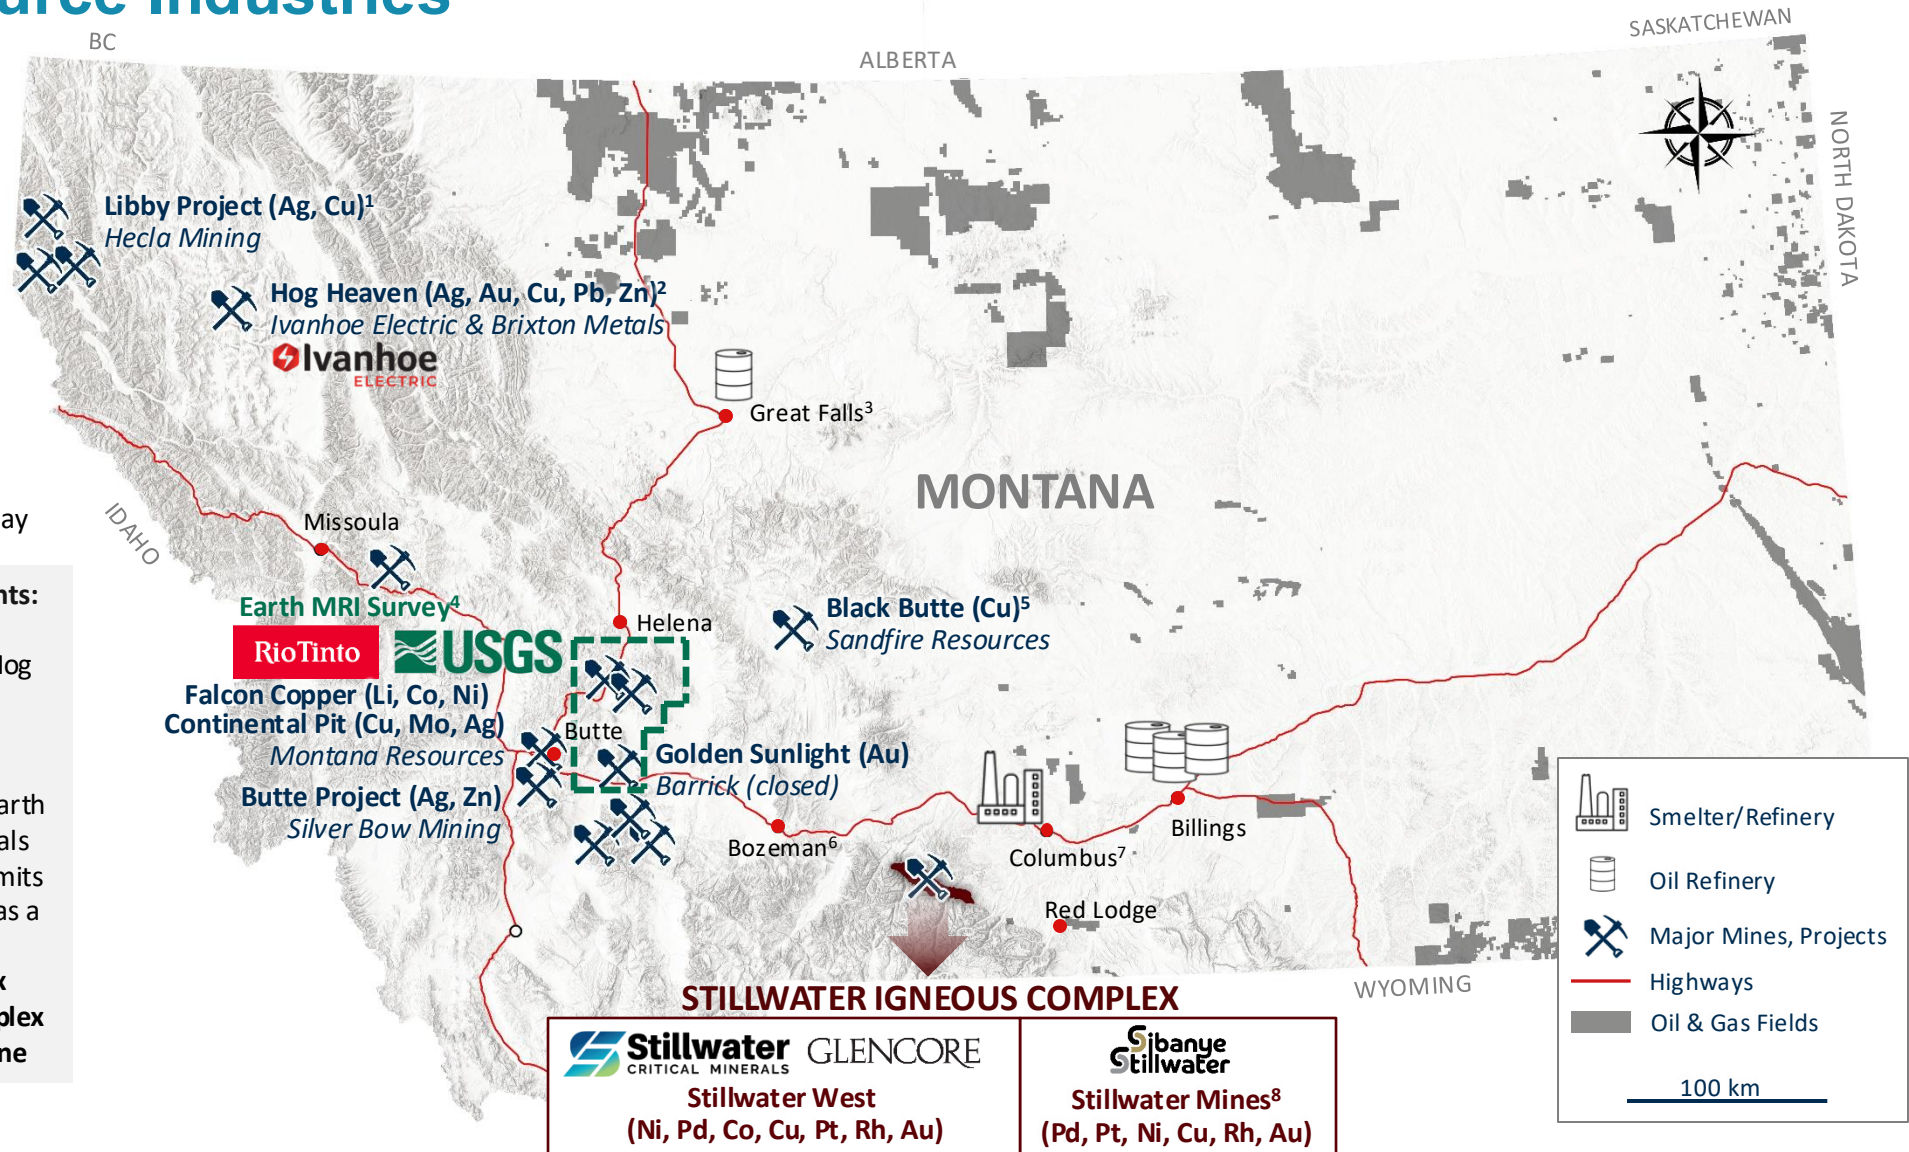 urce Industries
BC
ALBERTA
SASKATCHEWAN
NORTH DAKOTA
Libby Project (Ag, Cu)1
Hecla Mining
Hog Heaven (Ag, Au, Cu, Pb, Zn)2
Ivanhoe Electric & Brixton Metals
Ivanhoe
ELECTRIC
Great Falls3
MONTANA
IDAHO
Missoula
ay
nts:
log
arth
als
mits
as a
x
plex
ne
Earth MRI Survey4
RioTinto
USGS
Helena
Black Butte (Cu)5
Sandfire Resources
Falcon Copper (Li, Co, Ni)
Continental Pit (Cu, Mo, Ag)
Montana Resources
Butte
Golden Sunlight (Au)
Barrick (closed)
Butte Project (Ag, Zn)
Silver Bow Mining
Bozeman6
Columbus7
Billings
Red Lodge
WYOMING
STILLWATER IGNEOUS COMPLEX
Stillwater
CRITICAL MINERALS
GLENCORE
Stillwater West
(Ni, Pd, Co, Cu, Pt, Rh, Au)
Sibanye
Stillwater
Stillwater Mines8
(Pd, Pt, Ni, Cu, Rh, Au)
Smelter/Refinery
Oil Refinery
Major Mines, Projects
Highways
Oil & Gas Fields
100 km